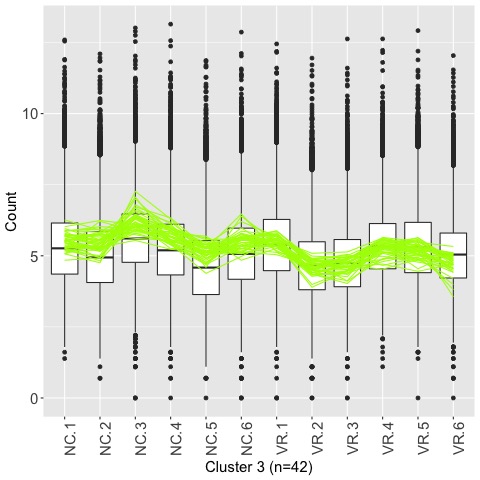 Count
10
5
0
NC.1
NC.2
NC.3
NC.4
NC.5
NC.6
VR.1
VR.2
VR.3
VR.4
VR.5
VR.6
Cluster 3 (n=42)